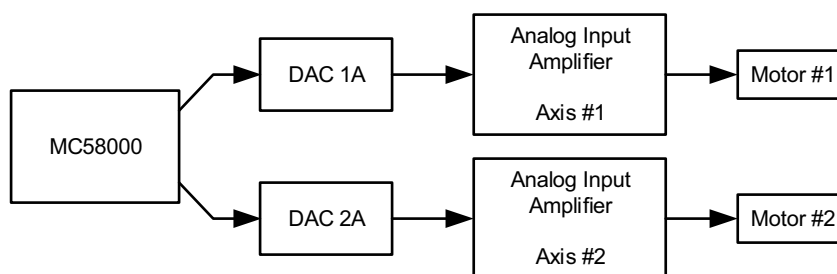 MC58000
DAC 1A
Analog Input
Amplifier
Axis #1
Motor #1
DAC 2A
Analog Input
Amplifier
Axis #2
Motor #2